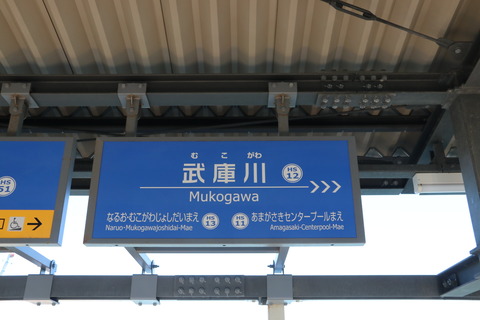 むこがわ
武庫川 HS 12
Mukogawa
>>>
なるお・むこがわじょしだいまえ HS 13 HS 11 あまがさきセンタープールまえ
Naruo-Mukogawajoshidai-Mae Amagasaki-Centerpool-Mae
HS 51
→